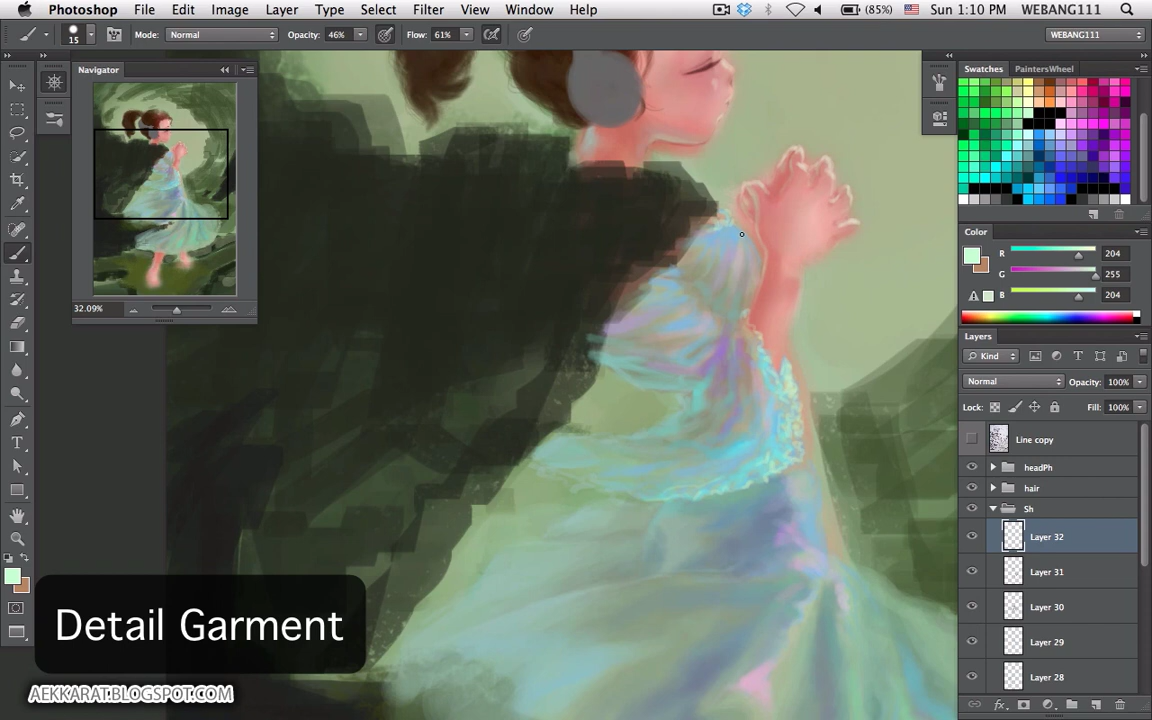 Photoshop File Edit Image Layer Type Select Filter View Window Help (85%) Sun 1:10 PM WEBANG111
15 Mode: Normal Opacity: 46% Flow: 61% WEBANG111
Navigator
32.09%
Swatches PaintersWheel
Color
R 204
G 255
B 204
Layers
Kind
Normal Opacity: 100%
Lock: Fill: 100%
Line copy
headPh
hair
Sh
Layer 32
Layer 31
Layer 30
Layer 29
Layer 28
fx
Detail Garment
AEKKARAT.BLOGSPOT.COM